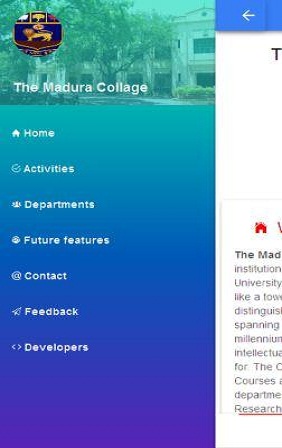 The Madura Collage
Home
Activities
Departments
Future features
@ Contact
Feedback
Developers
T
The Mad
institution
University
like a tow
distinguis
spanning
millennium
intellectua
for. The C
Courses a
departme
Research